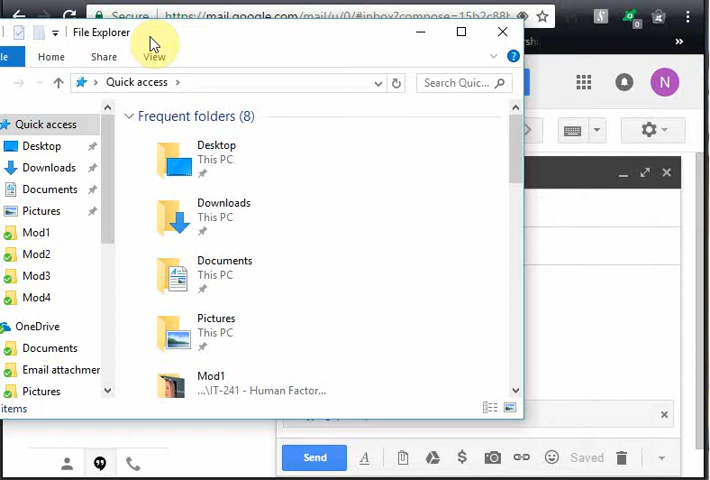 Secure https://mail.google.com/mail/u/0/#inbox?compose=15b2c88b
File Explorer
le Home Share View
Quick access
Search Quic...
N
Quick access
Desktop
Downloads
Documents
Pictures
Mod1
Mod2
Mod3
Mod4
OneDrive
Documents
Email attachmer
Pictures
Frequent folders (8)
Desktop
This PC
Downloads
This PC
Documents
This PC
Pictures
This PC
Mod1
...\IT-241 - Human Factor...
items
Send
Saved